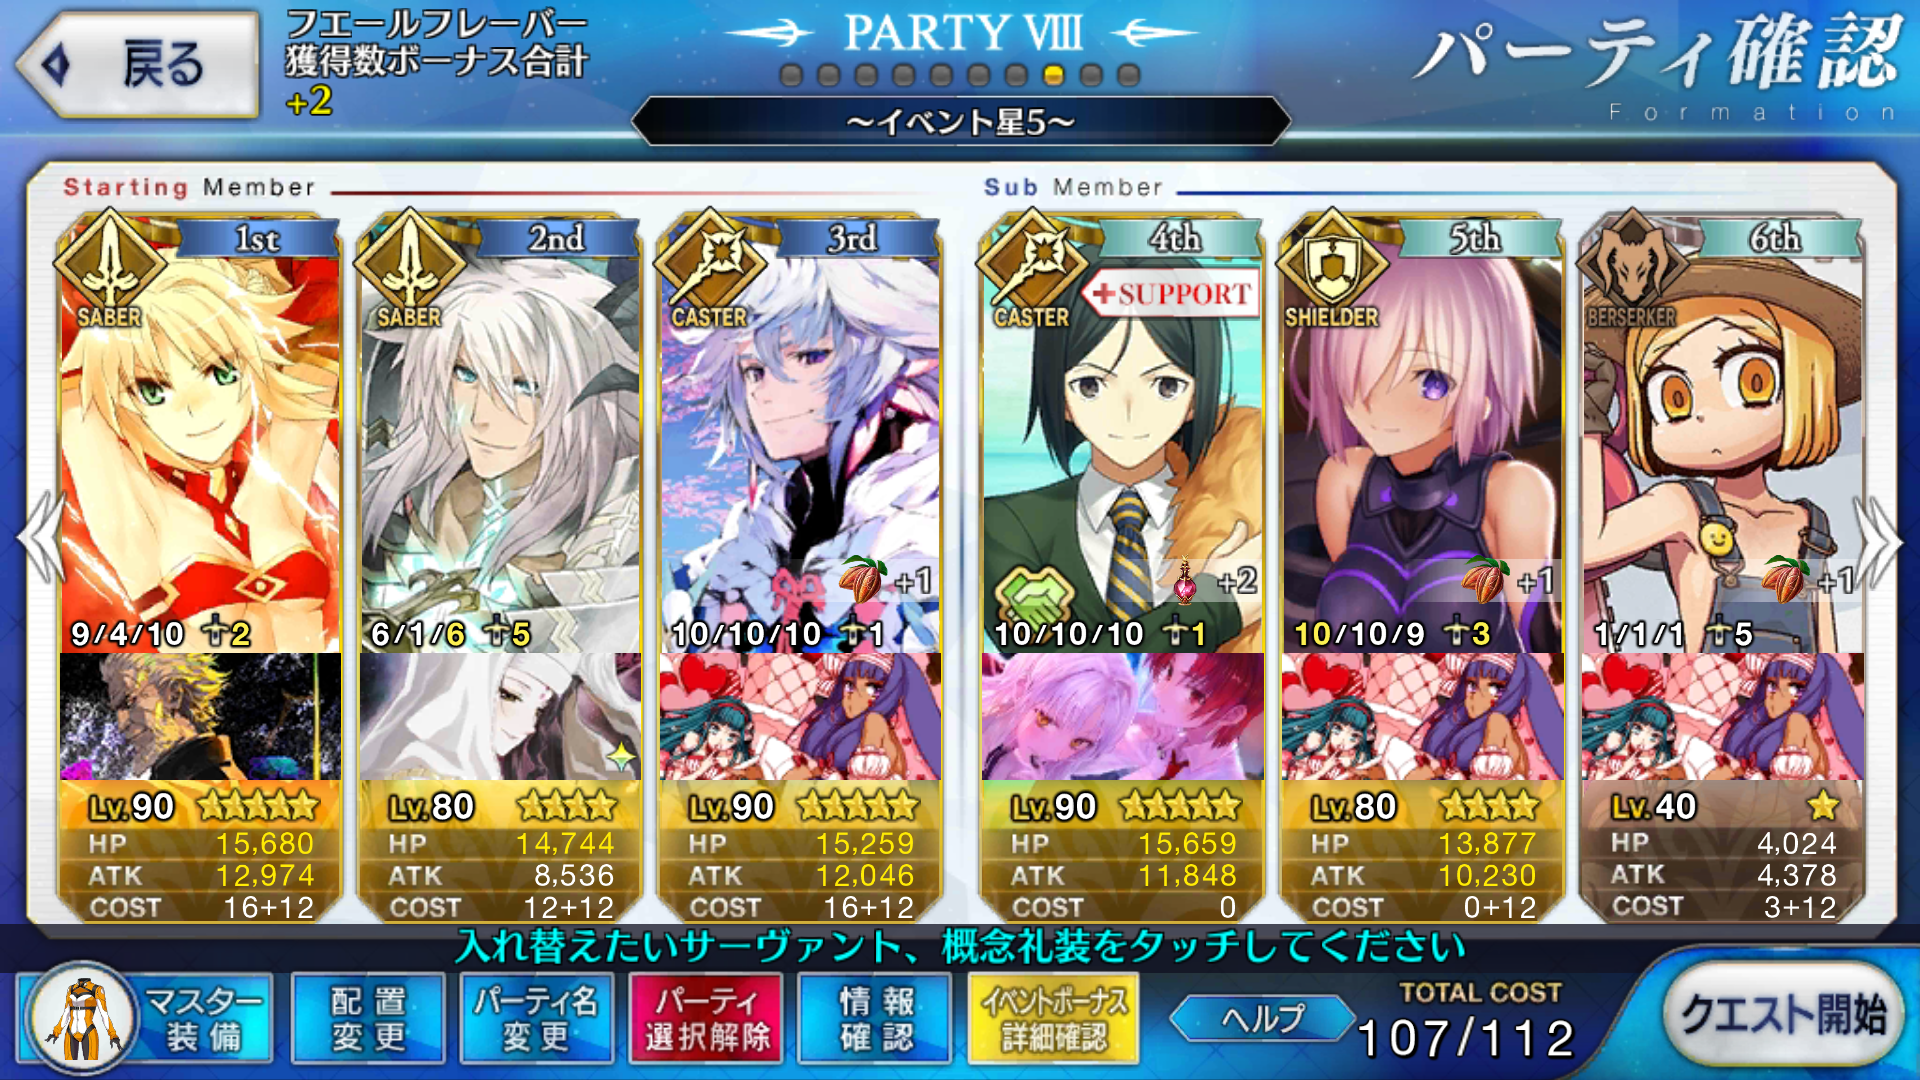 戻る
フエールフレーバー
獲得数ボーナス合計
+2
PARTY Ⅷ
～イベント星5～
パーティ確認
Formation
Starting Member
Sub Member
1st
SABER
9/4/10 2
Lv.90
HP 15,680
ATK 12,974
COST 16+12
2nd
SABER
6/1/6 5
Lv.80
HP 14,744
ATK 8,536
COST 12+12
3rd
CASTER
+1
10/10/10 1
Lv.90
HP 15,259
ATK 12,046
COST 16+12
4th
CASTER
+SUPPORT
+2
10/10/10 1
Lv.90
HP 15,659
ATK 11,848
COST 0
5th
SHIELDER
+1
10/10/9 3
Lv.80
HP 13,877
ATK 10,230
COST 0+12
6th
BERSERKER
+1
1/1/1 5
Lv.40
HP 4,024
ATK 4,378
COST 3+12
入れ替えたいサーヴァント、概念礼装をタッチしてください
マスター
装備
配置
変更
パーティ名
変更
パーティ
選択解除
情報
確認
イベントボーナス
詳細確認
ヘルプ
TOTAL COST
107/112
クエスト開始